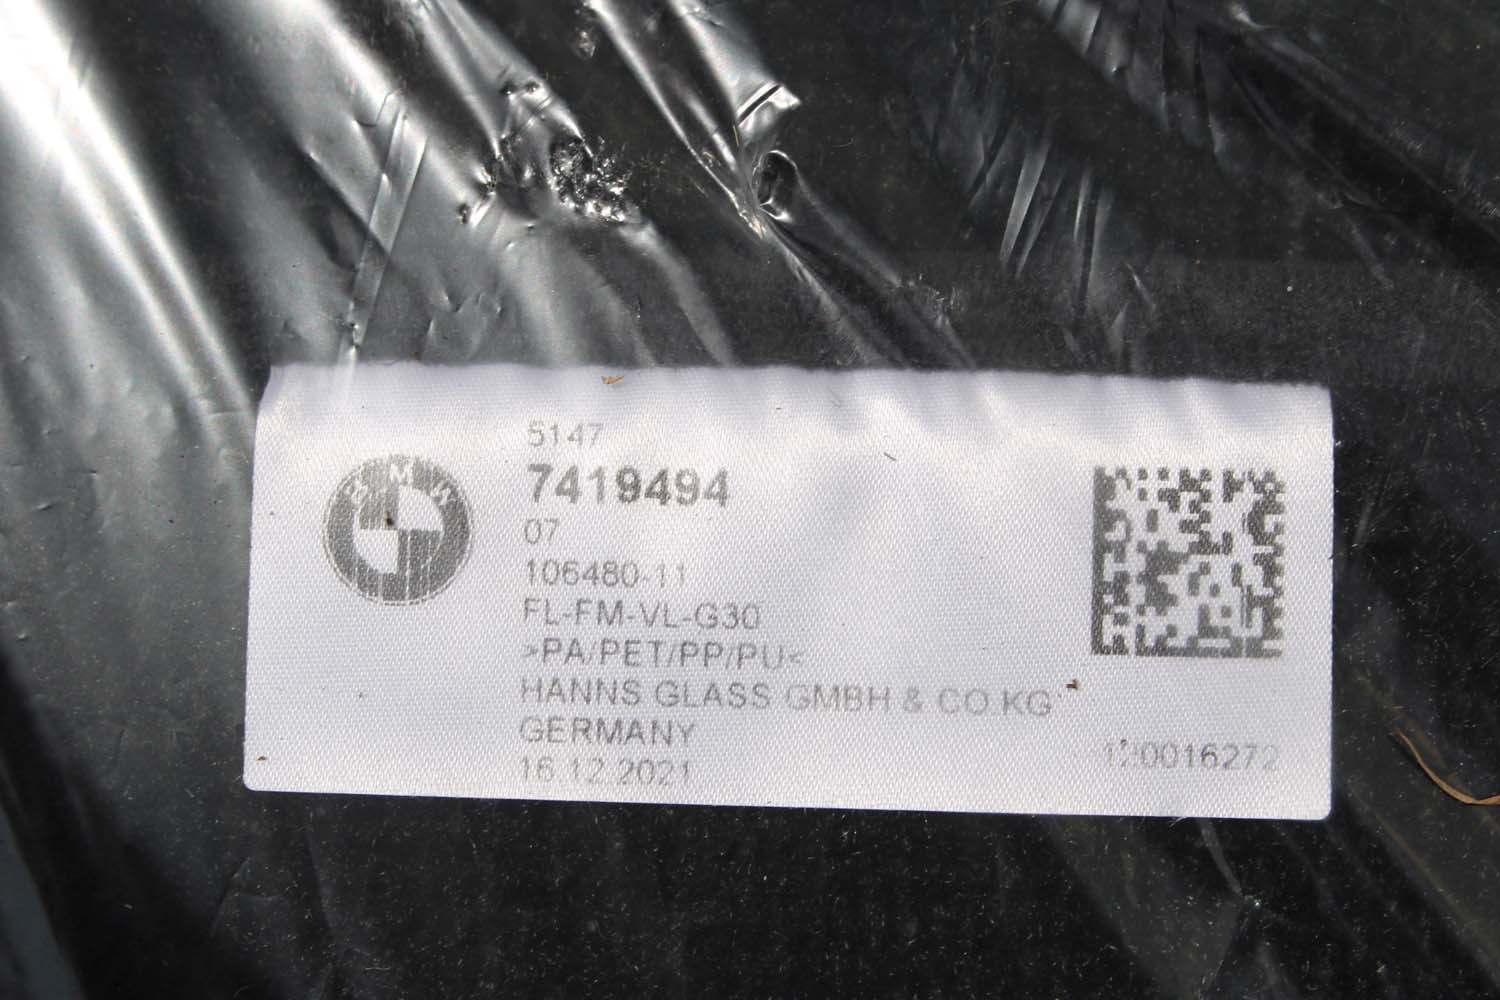 BMW
5147
7419494
07
106480-11
FL-FM-VL-G30
>PA/PET/PP/PU<
HANNS GLASS GMBH & CO KG
GERMANY
16.12.2021
120016272